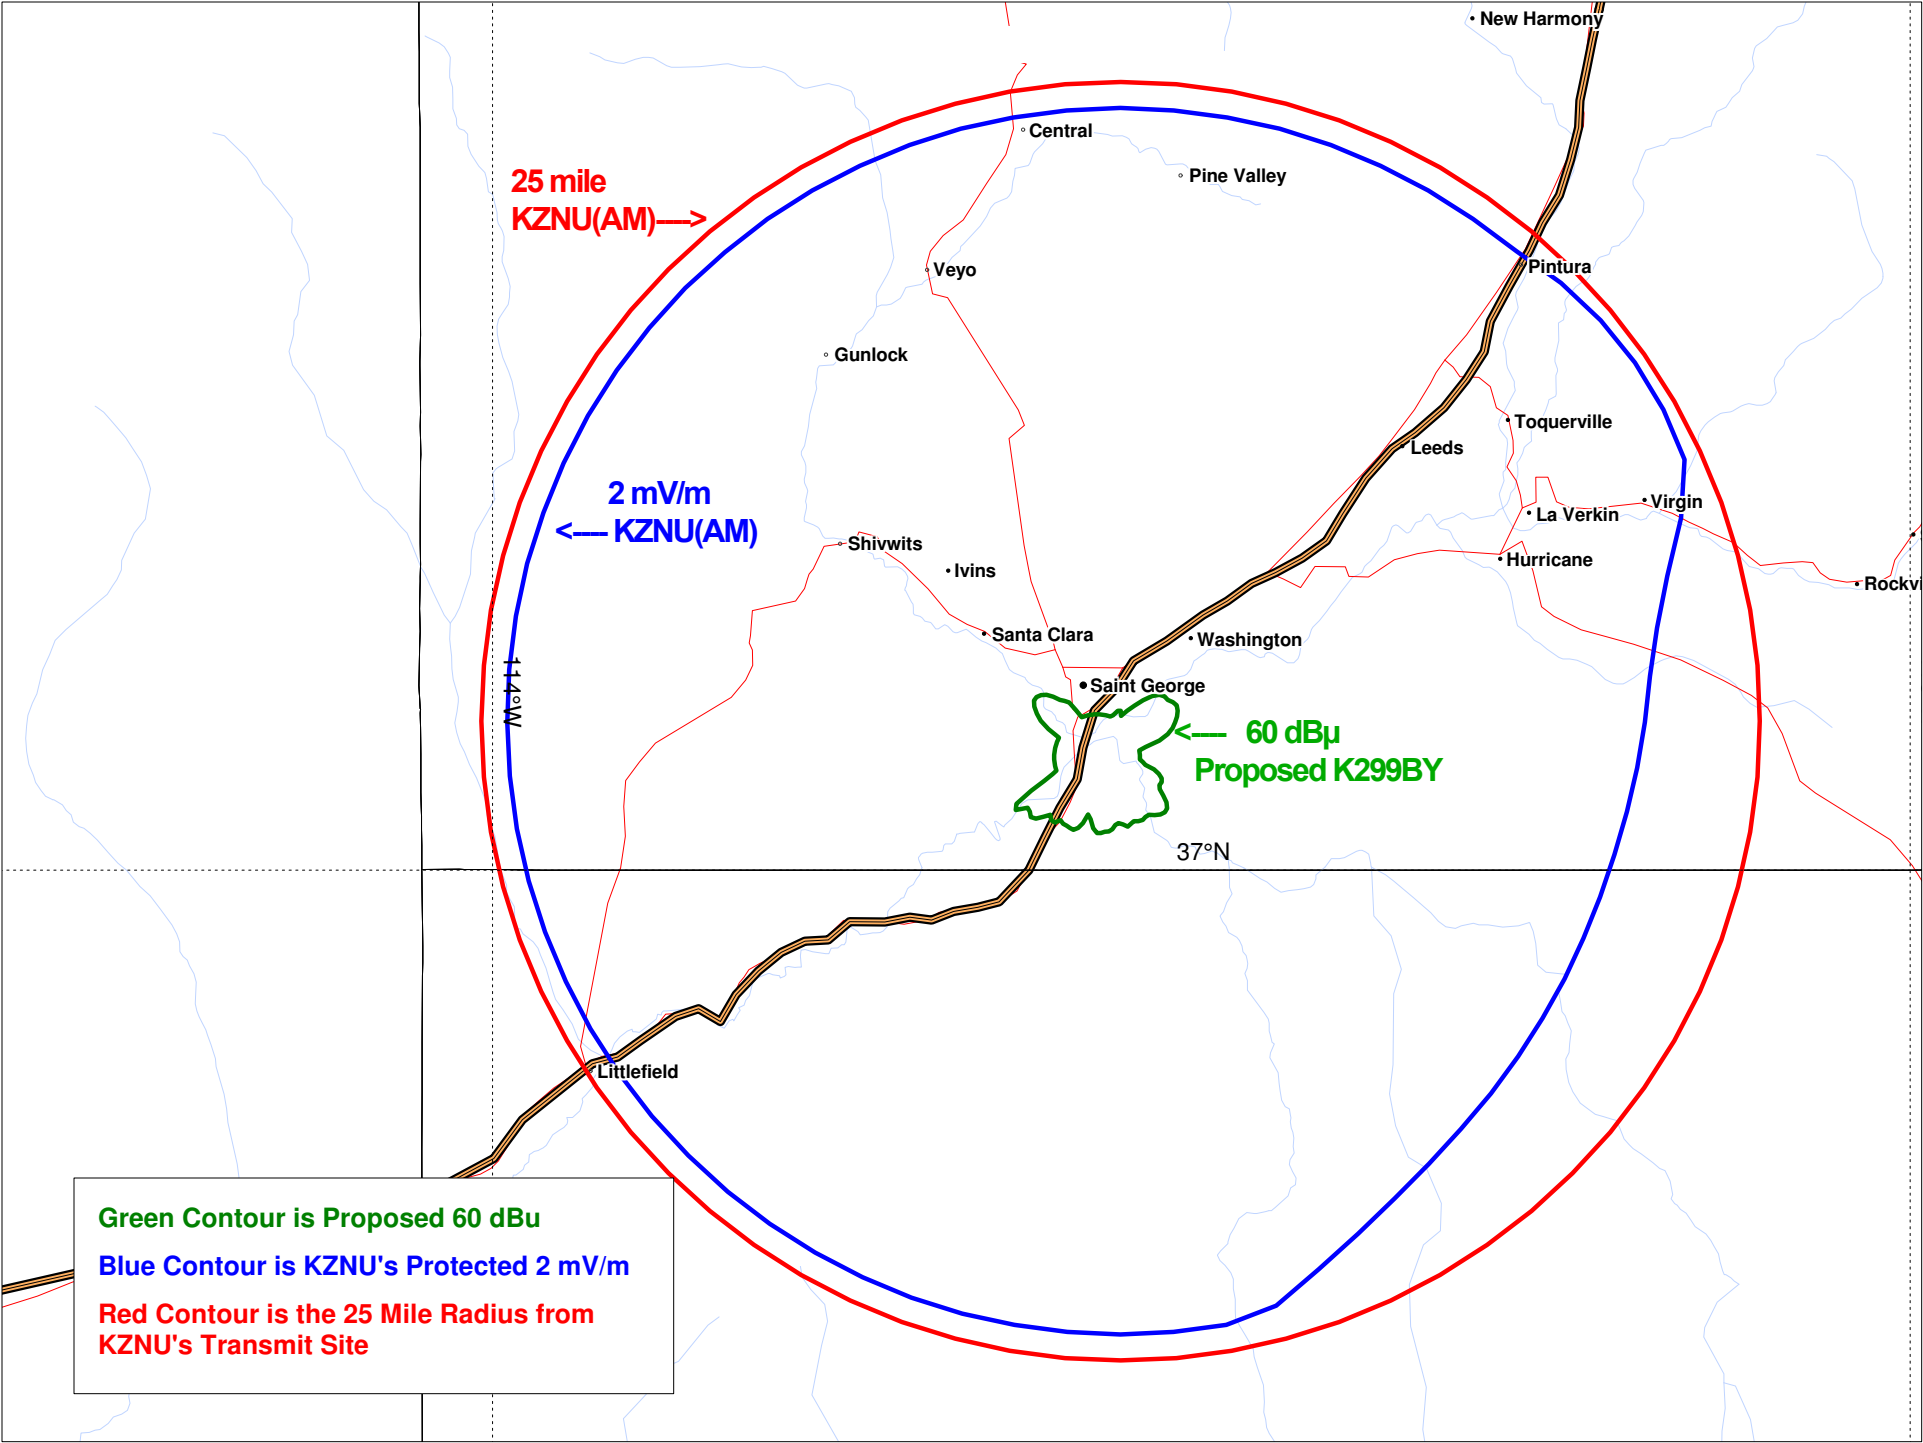 New Harmony
Central
Pine Valley
25 mile
KZNU(AM)---->
Veyo
Pintura
Gunlock
Toquerville
Leeds
2 mV/m
<---- KZNU(AM)
Virgin
La Verkin
Shivwits
Ivins
Hurricane
Rockvi
Santa Clara
Washington
114°W
Saint George
<---- 60 dBµ
Proposed K299BY
37°N
Littlefield
Green Contour is Proposed 60 dBu
Blue Contour is KZNU's Protected 2 mV/m
Red Contour is the 25 Mile Radius from
KZNU's Transmit Site